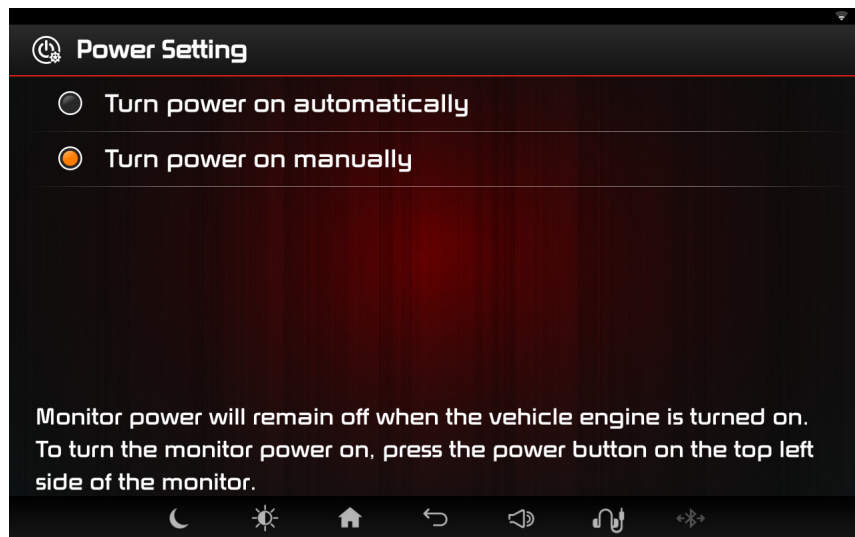 Power Setting
Turn power on automatically
Turn power on manually
Monitor power will remain off when the vehicle engine is turned on.
To turn the monitor power on, press the power button on the top left
side of the monitor.